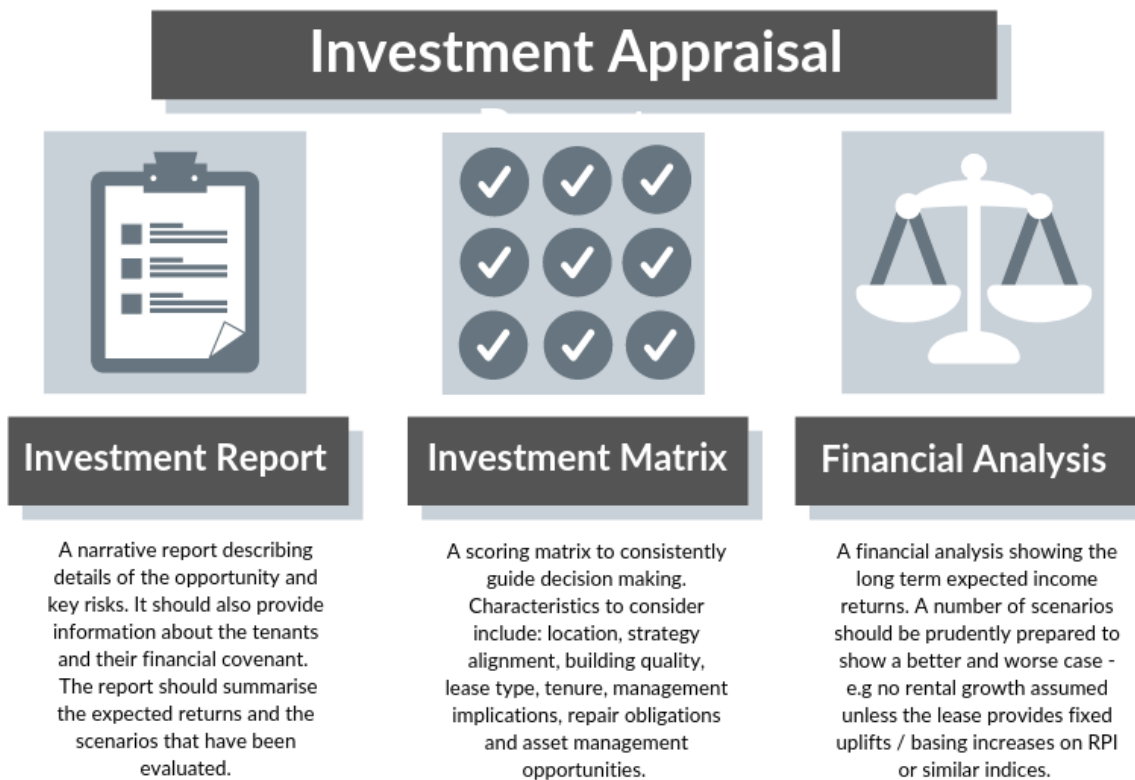 Investment Appraisal
Investment Report
A narrative report describing
details of the opportunity and
key risks. It should also provide
information about the tenants
and their financial covenant.
The report should summarise
the expected returns and the
scenarios that have been
evaluated.
Investment Matrix
A scoring matrix to consistently
guide decision making.
Characteristics to consider
include: location, strategy
alignment, building quality,
lease type, tenure, management
implications, repair obligations
and asset management
opportunities.
Financial Analysis
A financial analysis showing the
long term expected income
returns. A number of scenarios
should be prudently prepared to
show a better and worse case -
e.g no rental growth assumed
unless the lease provides fixed
uplifts / basing increases on RPI
or similar indices.